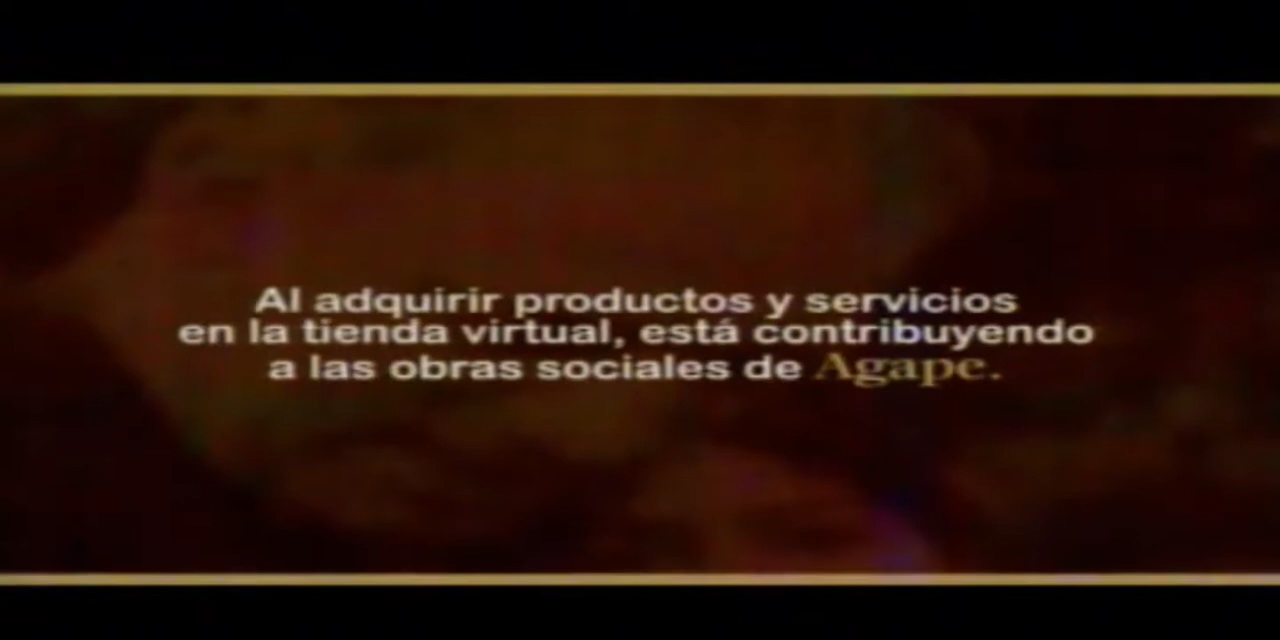 Al adquirir productos y servicios
en la tienda virtual, está contribuyendo
a las obras sociales de Agape.